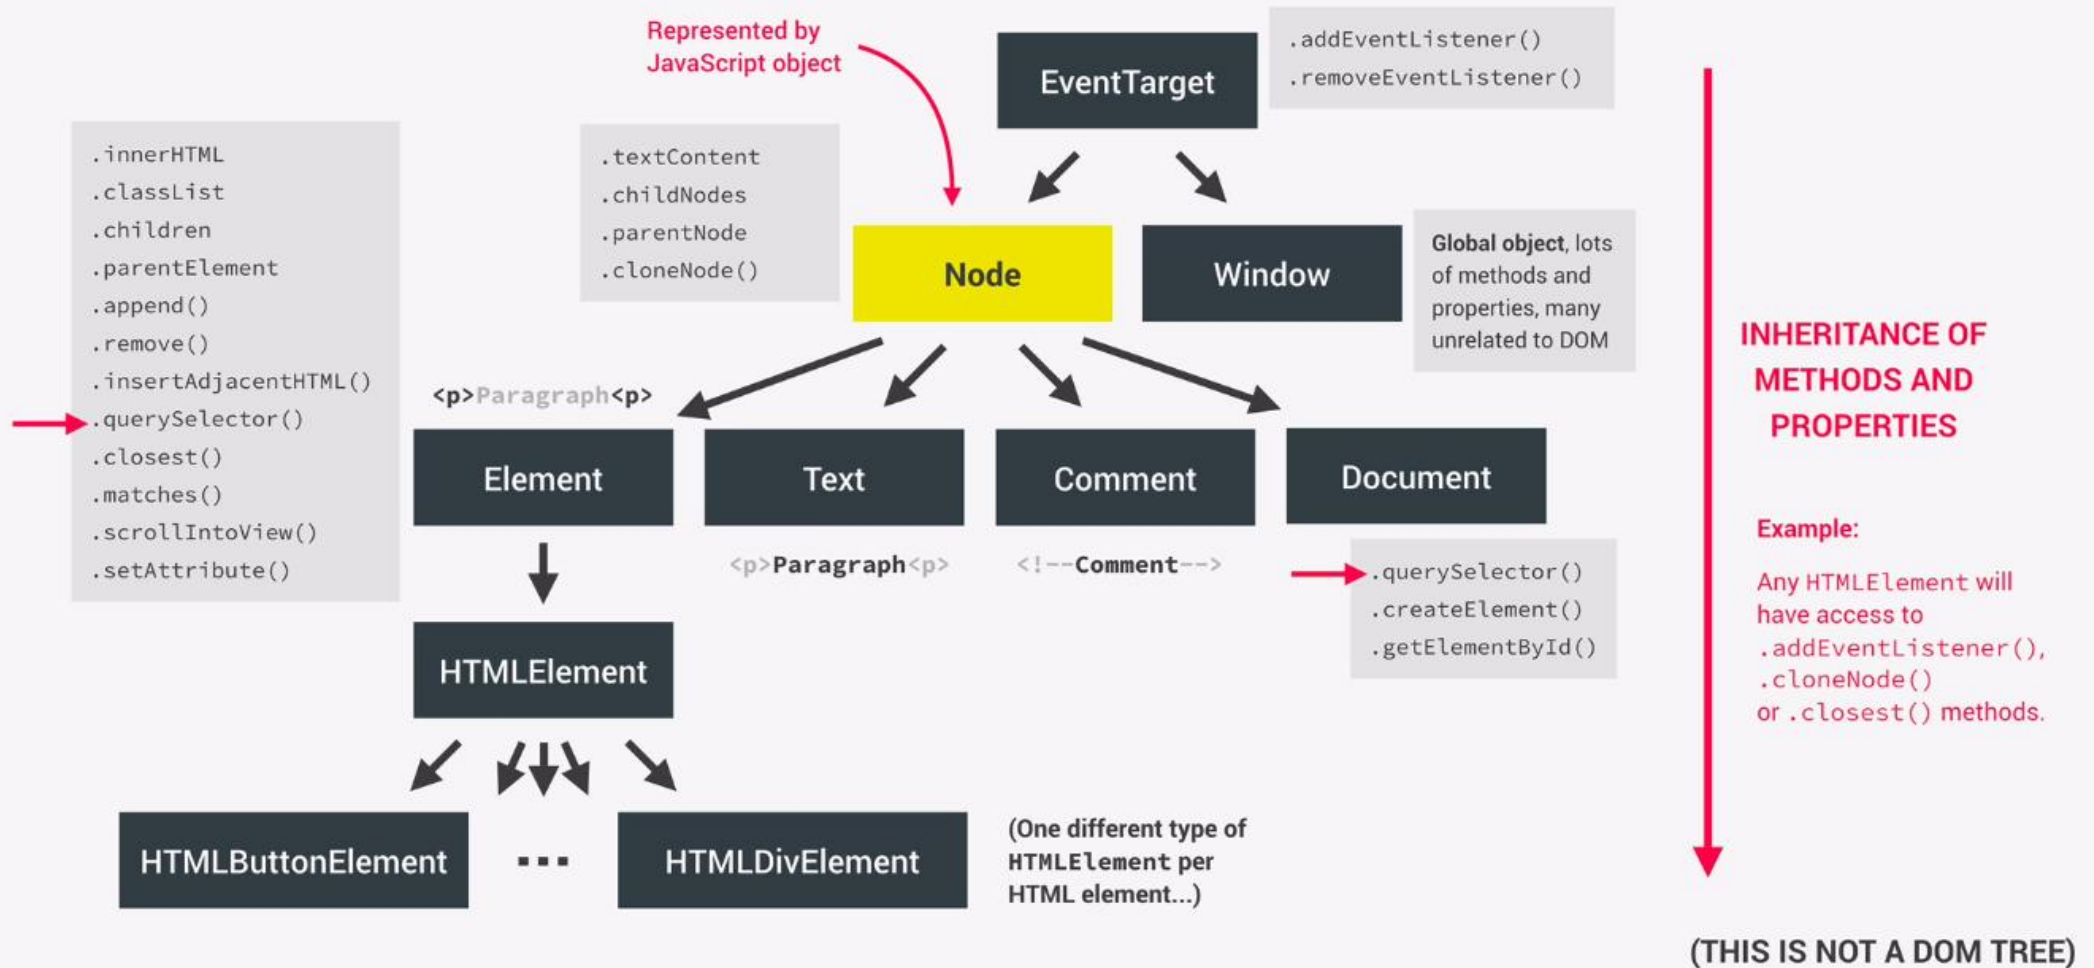 Represented by
JavaScript object
EventTarget
.addEventListener()
.removeEventListener()
.innerHTML
.classList
.children
.parentElement
.append()
.remove()
.insertAdjacentHTML()
.querySelector()
.closest()
.matches()
.scrollIntoView()
.setAttribute()
.textContent
.childNodes
.parentNode
.cloneNode()
Node
Window
Global object, lots
of methods and
properties, many
unrelated to DOM
INHERITANCE OF
METHODS AND
PROPERTIES
<p>Paragraph<p>
Element
Text
Comment
Document
<p>Paragraph<p>
<!--Comment-->
.querySelector()
.createElement()
.getElementById()
Example:
Any HTMLElement will
have access to
.addEventListener(),
.cloneNode()
or .closest() methods.
HTMLElement
HTMLButtonElement
...
HTMLDivElement
(One different type of
HTMLElement per
HTML element...)
(THIS IS NOT A DOM TREE)